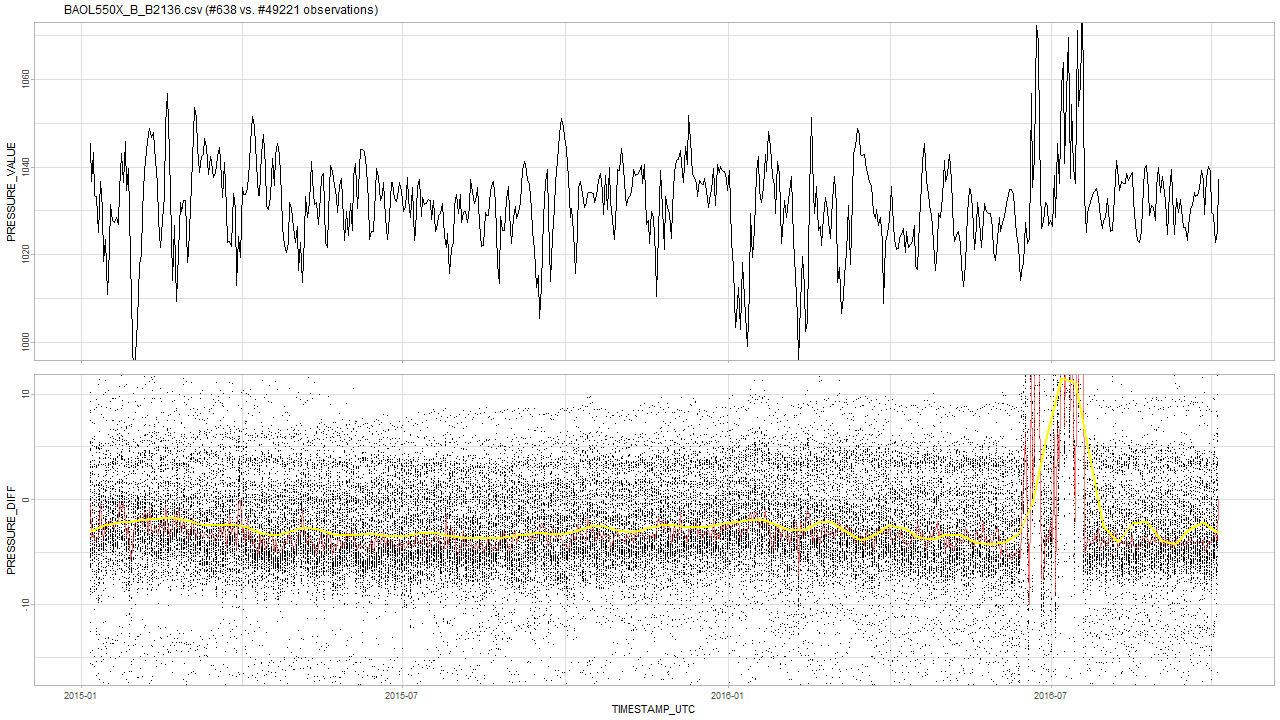 BAOL550X_B_B2136.csv (#638 vs. #49221 observations)
PRESSURE_VALUE
1060
1040
1020
1000
PRESSURE_DIFF
10
0
-10
2015-01
2015-07
2016-01
2016-07
TIMESTAMP_UTC